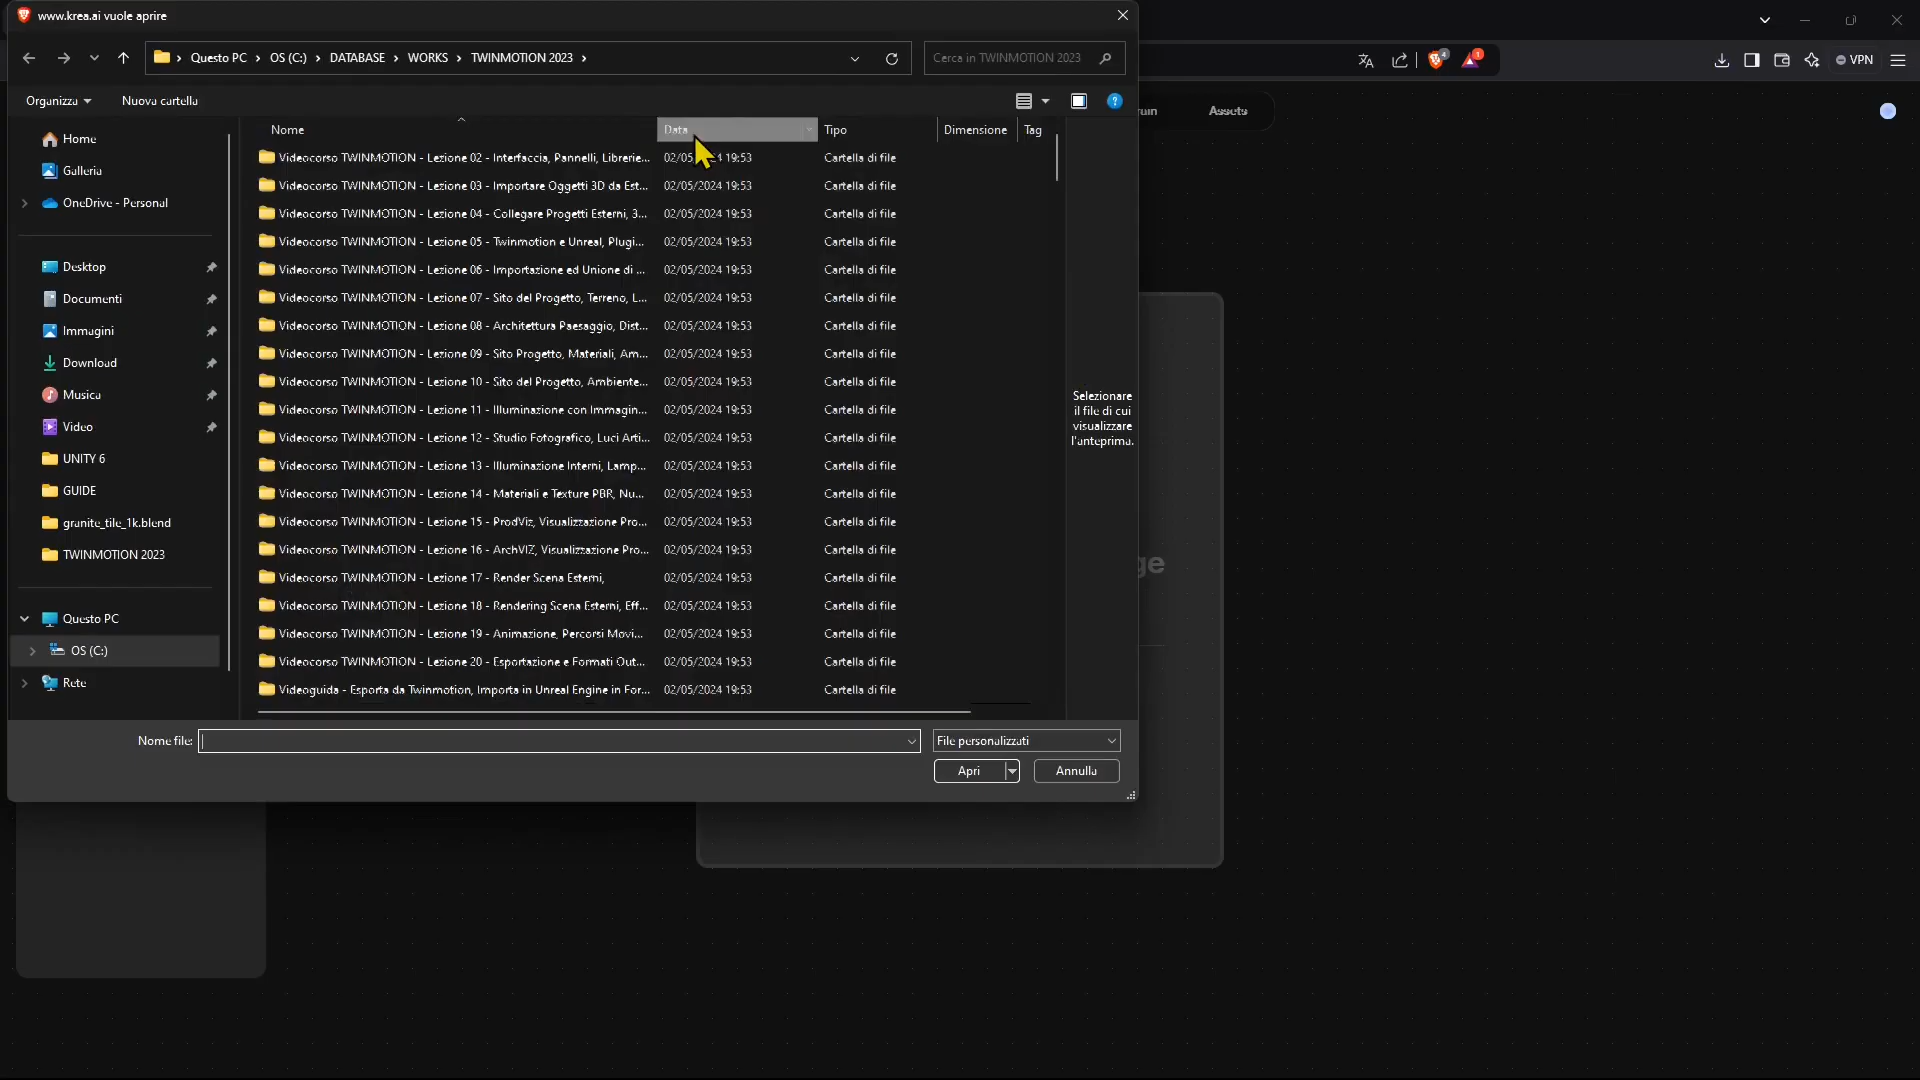 www.krea.ai vuole aprire
Questo PC > OS (C:) > DATABASE > WORKS > TWINMOTION 2023 >
Cerca in TWINMOTION 2023
VPN
Organizza
Nuova cartella
Assets
Nome Data Tipo Dimensione Tag
Home
Galleria
OneDrive - Personal
Desktop
Documenti
Immagini
Download
Musica
Video
UNITY 6
GUIDE
granite_tile_1k.blend
TWINMOTION 2023
Questo PC
OS (C:)
Rete
Videocorso TWINMOTION - Lezione 02 - Interfaccia, Pannelli, Librerie... 02/05/2024 19:53 Cartella di file
Videocorso TWINMOTION - Lezione 03 - Importare Oggetti 3D da Est... 02/05/2024 19:53 Cartella di file
Videocorso TWINMOTION - Lezione 04 - Collegare Progetti Esterni, 3... 02/05/2024 19:53 Cartella di file
Videocorso TWINMOTION - Lezione 05 - Twinmotion e Unreal, Plugi... 02/05/2024 19:53 Cartella di file
Videocorso TWINMOTION - Lezione 06 - Importazione ed Unione di ... 02/05/2024 19:53 Cartella di file
Videocorso TWINMOTION - Lezione 07 - Sito del Progetto, Terreno, L... 02/05/2024 19:53 Cartella di file
Videocorso TWINMOTION - Lezione 08 - Architettura Paesaggio, Dist... 02/05/2024 19:53 Cartella di file
Videocorso TWINMOTION - Lezione 09 - Sito Progetto, Materiali, Am... 02/05/2024 19:53 Cartella di file
Videocorso TWINMOTION - Lezione 10 - Sito del Progetto, Ambiente... 02/05/2024 19:53 Cartella di file
Videocorso TWINMOTION - Lezione 11 - Illuminazione con Immagin... 02/05/2024 19:53 Cartella di file
Videocorso TWINMOTION - Lezione 12 - Studio Fotografico, Luci Arti... 02/05/2024 19:53 Cartella di file
Videocorso TWINMOTION - Lezione 13 - Illuminazione Interni, Lamp... 02/05/2024 19:53 Cartella di file
Videocorso TWINMOTION - Lezione 14 - Materiali e Texture PBR, Nu... 02/05/2024 19:53 Cartella di file
Videocorso TWINMOTION - Lezione 15 - ProdViz, Visualizzazione Pro... 02/05/2024 19:53 Cartella di file
Videocorso TWINMOTION - Lezione 16 - ArchVIZ, Visualizzazione Pro... 02/05/2024 19:53 Cartella di file
Videocorso TWINMOTION - Lezione 17 - Render Scena Esterni, 02/05/2024 19:53 Cartella di file
Videocorso TWINMOTION - Lezione 18 - Rendering Scena Esterni, Eff... 02/05/2024 19:53 Cartella di file
Videocorso TWINMOTION - Lezione 19 - Animazione, Percorsi Movi... 02/05/2024 19:53 Cartella di file
Videocorso TWINMOTION - Lezione 20 - Esportazione e Formati Out... 02/05/2024 19:53 Cartella di file
Videoguida - Esporta da Twinmotion, Importa in Unreal Engine in For... 02/05/2024 19:53 Cartella di file
Selezionare
il file di cui
visualizzare
l'anteprima.
Nome file:
File personalizzati
Apri
Annulla